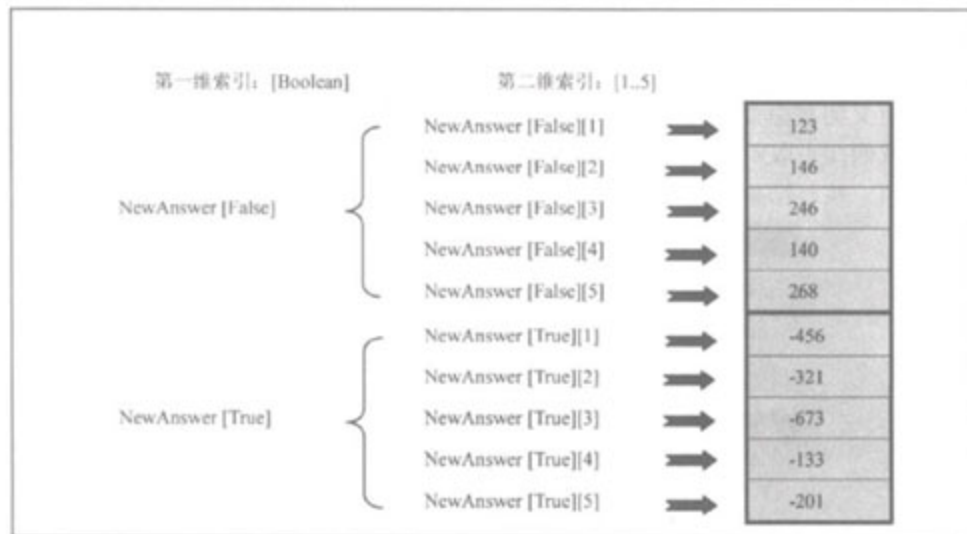 第一维索引：[Boolean] 第二维索引：[1..5]
NewAnswer [False][1] 123
NewAnswer [False][2] 146
NewAnswer [False] NewAnswer [False][3] 246
NewAnswer [False][4] 140
NewAnswer [False][5] 268
NewAnswer [True][1] -456
NewAnswer [True][2] -321
NewAnswer [True] NewAnswer [True][3] -673
NewAnswer [True][4] -133
NewAnswer [True][5] -201